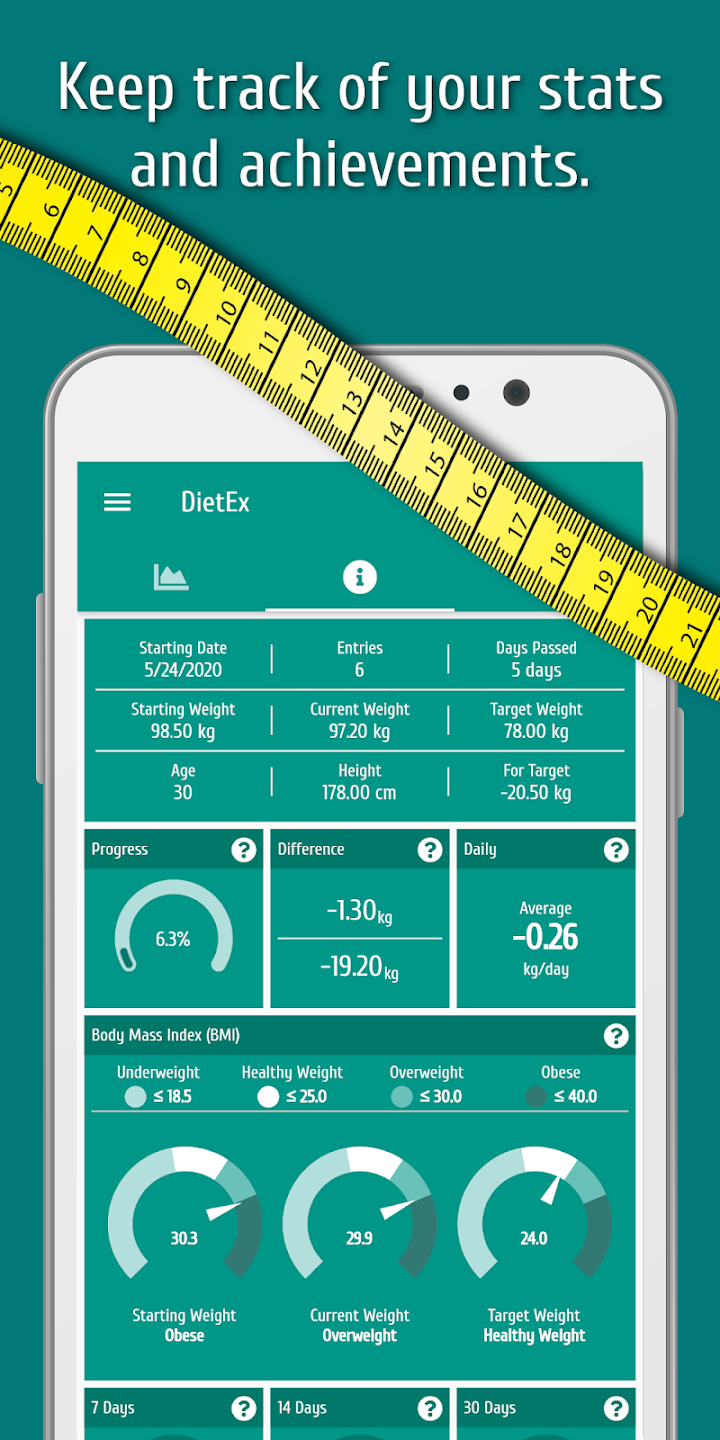 Keep track of your stats
and achievements.
5 6 7 8 9 10 11 12 13 14 15 16 17 18 19 20 21
DietEx
Starting Date Entries Days Passed
5/24/2020 6 5 days
Starting Weight Current Weight Target Weight
98.50 kg 97.20 kg 78.00 kg
Age Height For Target
30 178.00 cm -20.50 kg
Progress ? Difference ? Daily ?
6.3%
-1.30kg
-19.20kg
Average
-0.26
kg/day
Body Mass Index (BMI) ?
Underweight Healthy Weight Overweight Obese
≤ 18.5 ≤ 25.0 ≤ 30.0 ≤ 40.0
30.3 29.9 24.0
Starting Weight Current Weight Target Weight
Obese Overweight Healthy Weight
7 Days ? 14 Days ? 30 Days ?